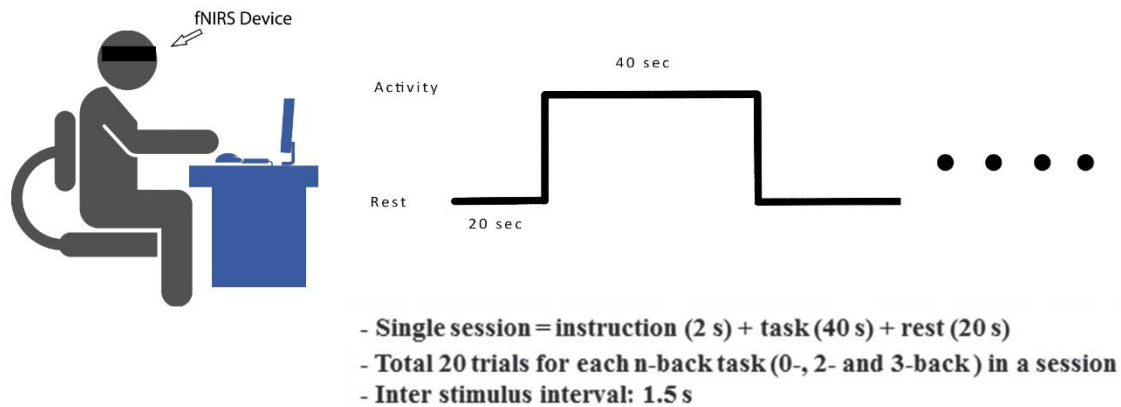 fNIRS Device
40 sec
Activity
Rest
20 sec
- Single session = instruction (2 s) + task (40 s) + rest (20 s)
- Total 20 trials for each n-back task (0-, 2- and 3-back) in a session
- Inter stimulus interval: 1.5 s